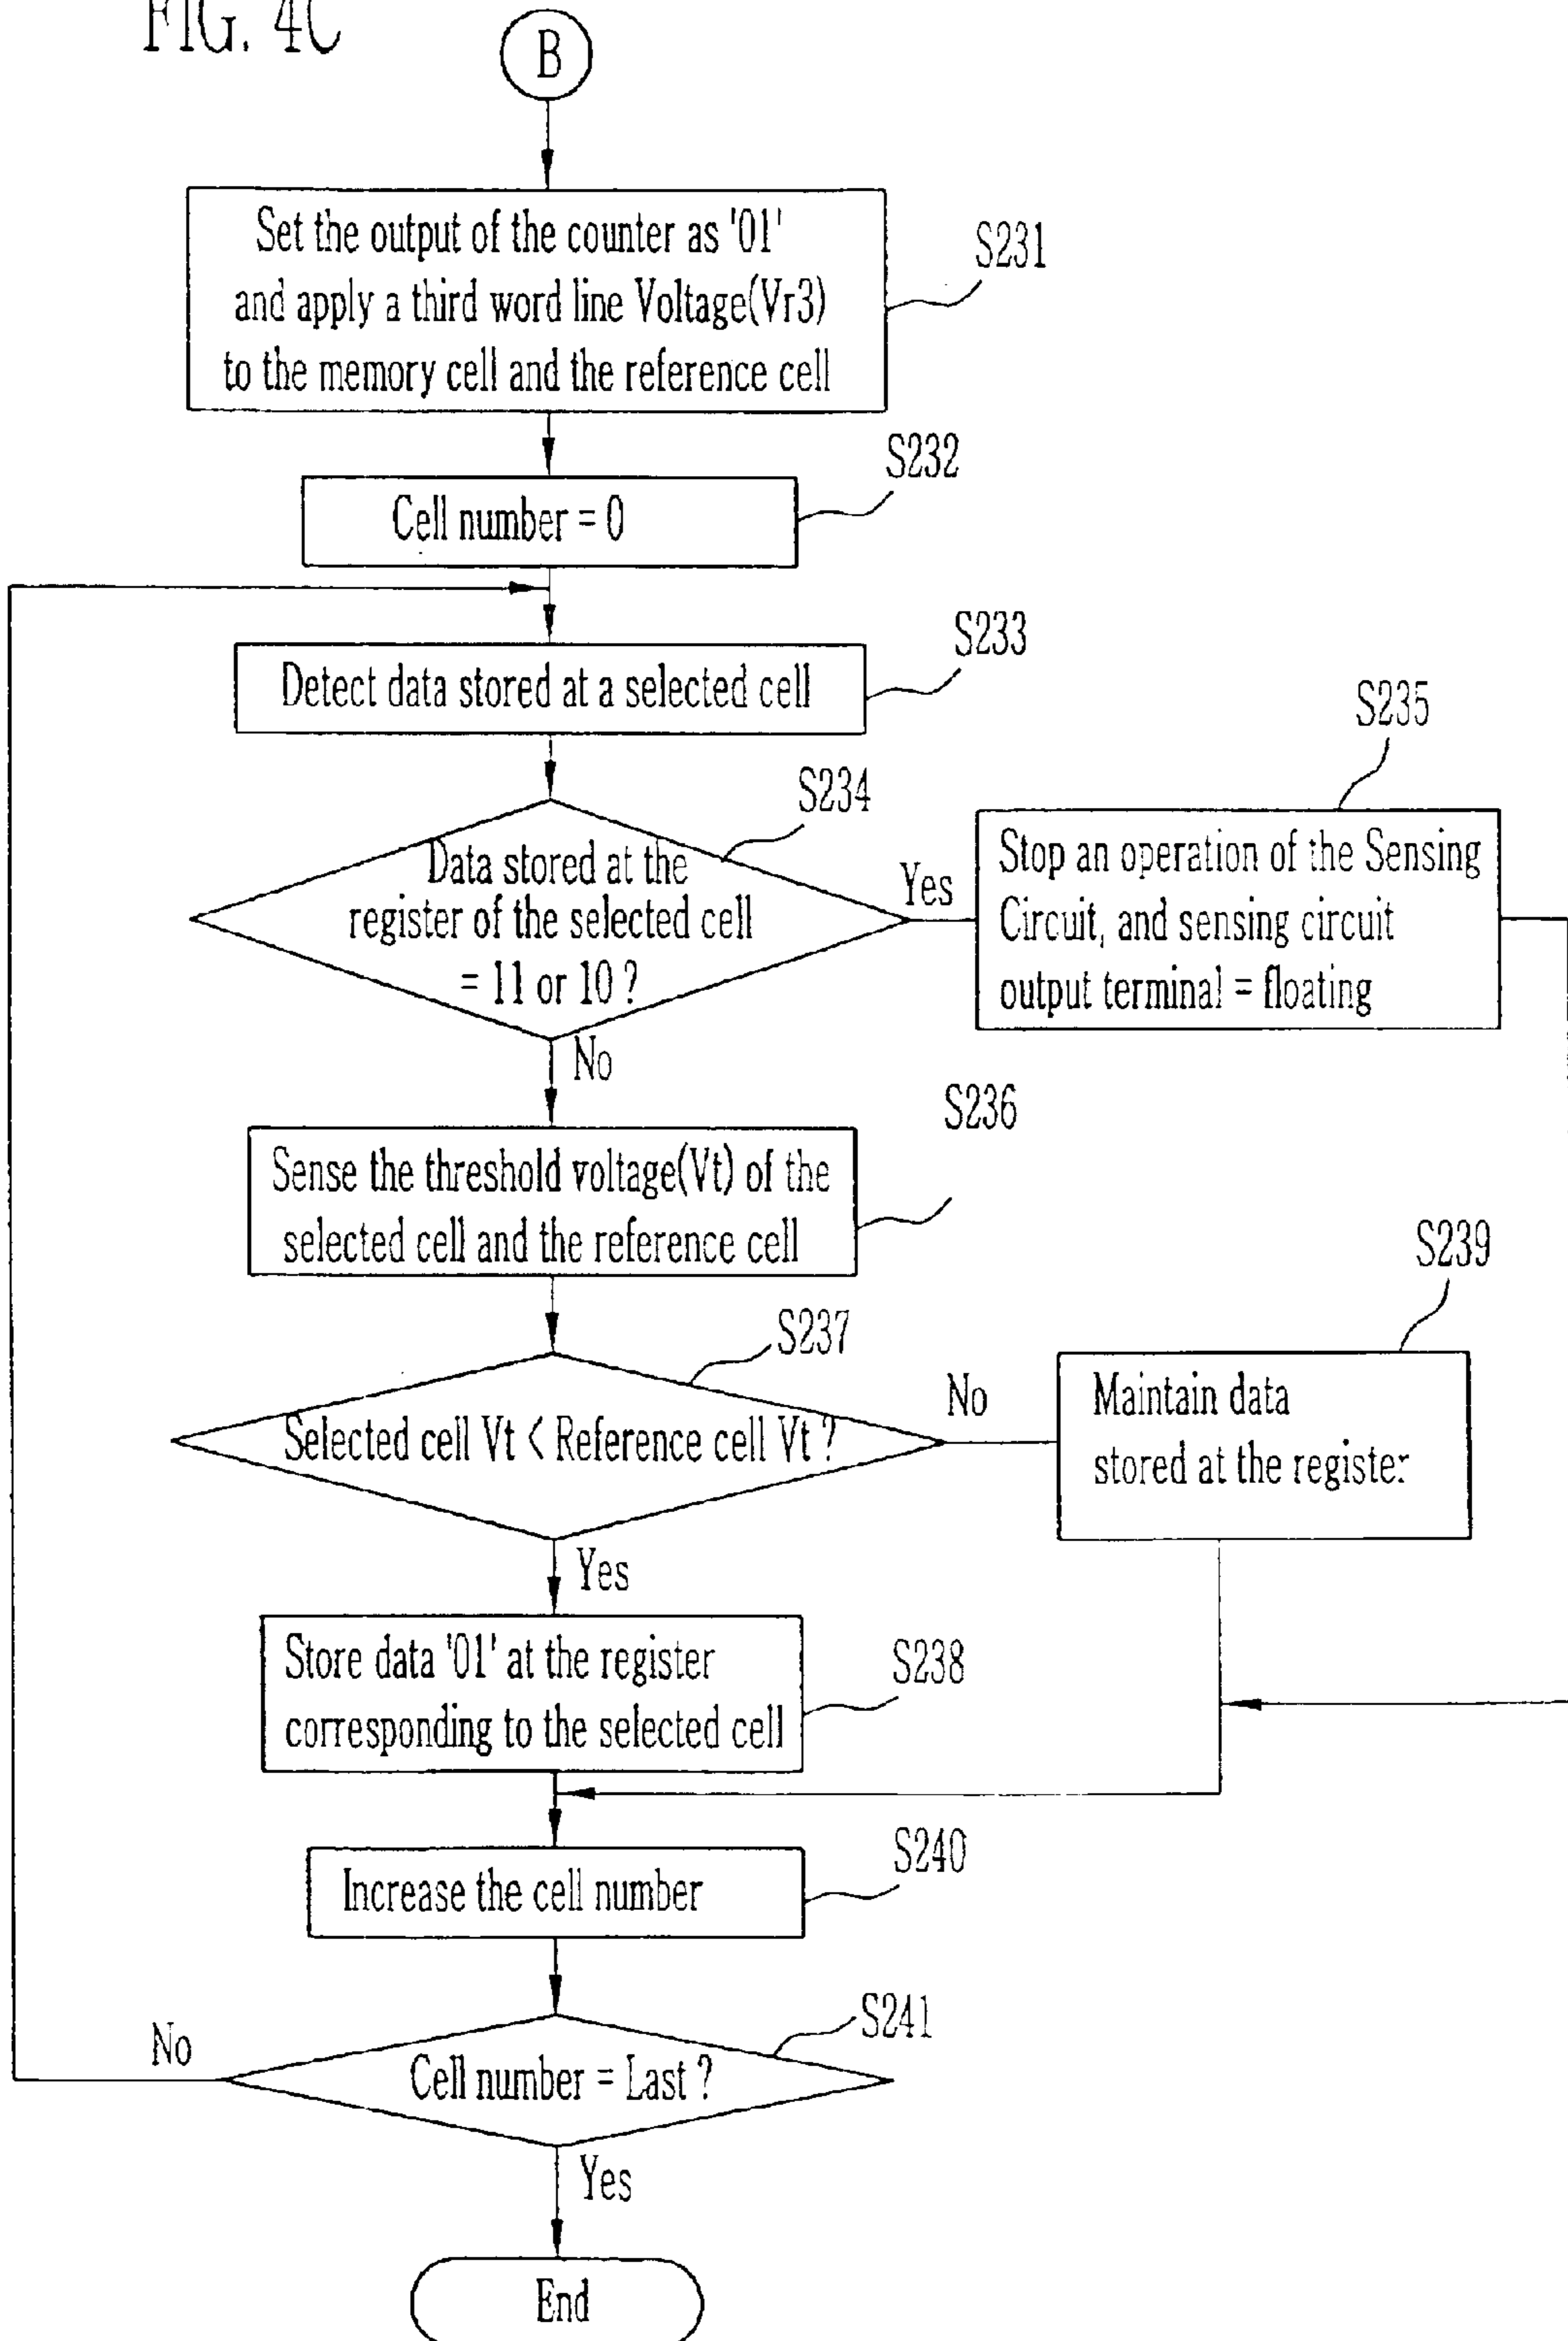 FIG. 4C
B
Set the output of the counter as '01'
and apply a third word line Voltage(Vr3)
to the memory cell and the reference cell
S231
Cell number = 0
S232
Detect data stored at a selected cell
S233
Data stored at the
register of the selected cell
= 11 or 10 ?
S234
Yes
Stop an operation of the Sensing
Circuit, and sensing circuit
output terminal = floating
S235
No
Sense the threshold voltage(Vt) of the
selected cell and the reference cell
S236
Selected cell Vt < Reference cell Vt ?
S237
No
Maintain data
stored at the register
S239
Yes
Store data '01' at the register
corresponding to the selected cell
S238
Increase the cell number
S240
Cell number = Last ?
S241
No
Yes
End